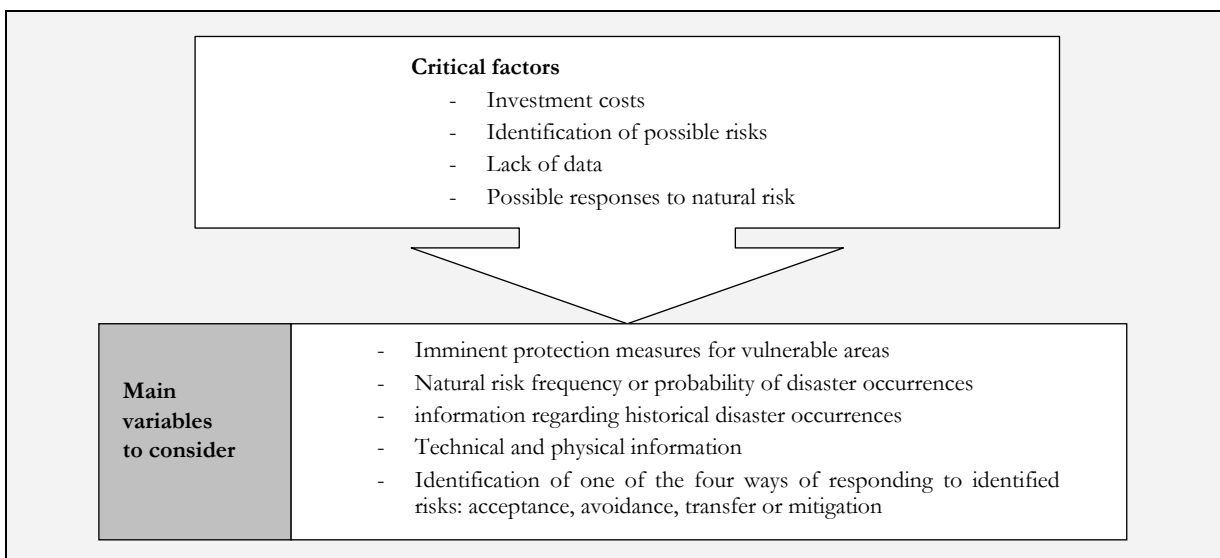 Critical factors
- Investment costs
- Identification of possible risks
- Lack of data
- Possible responses to natural risk
Main
variables
to consider
- Imminent protection measures for vulnerable areas
- Natural risk frequency or probability of disaster occurrences
- information regarding historical disaster occurrences
- Technical and physical information
- Identification of one of the four ways of responding to identified
risks: acceptance, avoidance, transfer or mitigation